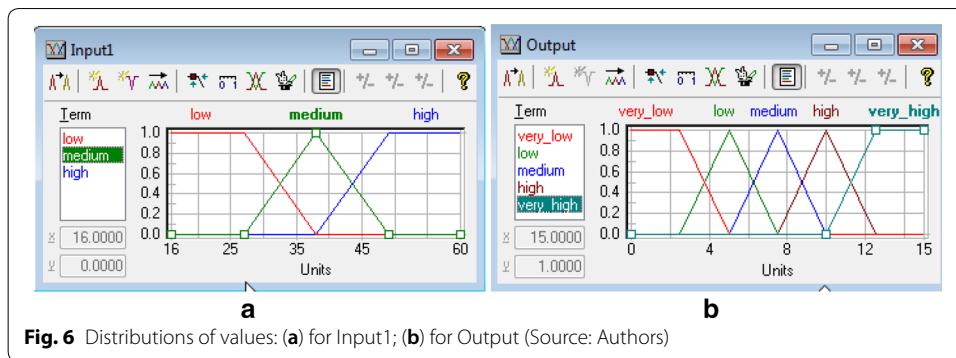 Input1
Term
low
medium
high
low medium high
1.0
0.8
0.6
0.4
0.2
0.0
16 25 35 45 60
Units
X 16.0000
Y 0.0000
a
Output
Term
very_low
low
medium
high
very_high
very_low low medium high very_high
1.0
0.8
0.6
0.4
0.2
0.0
0 5 8 12 15
Units
X 15.0000
Y 1.0000
b
Fig. 6 Distributions of values: (a) for Input1; (b) for Output (Source: Authors)